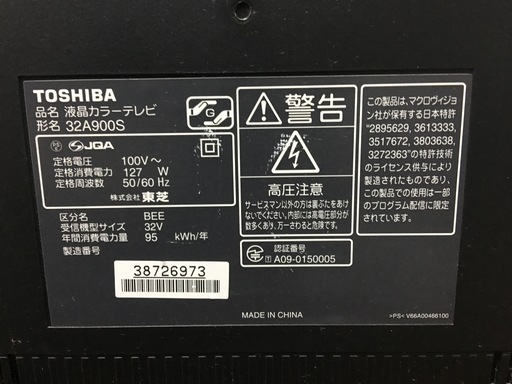 TOSHIBA
品名 液晶カラーテレビ
形名 32A900S
G
JQA
定格電圧 100V～
定格消費電力 127 W
定格周波数 50/60 Hz
株式会社 東芝
区分名 BEE
受信機型サイズ 32V
年間消費電力量 95 kWh/年
製造番号
38726973
警告
高圧注意
サービスマン以外の方は裏ぶたをあけ
ないでください。内部には高電圧部分が
数多くあり、万一さわると危険です。
認証番号
T A09-0150005
この製品は、マクロヴィジョ
ン社が保有する日本特許
"2895629, 3613333,
3517672, 3803638,
3272363"の特許技術
のライセンス供与により
製造されたものであり、こ
の製品での使用は一部
のプログラム配信に限定
されています。
MADE IN CHINA
>PS< V66A00466100